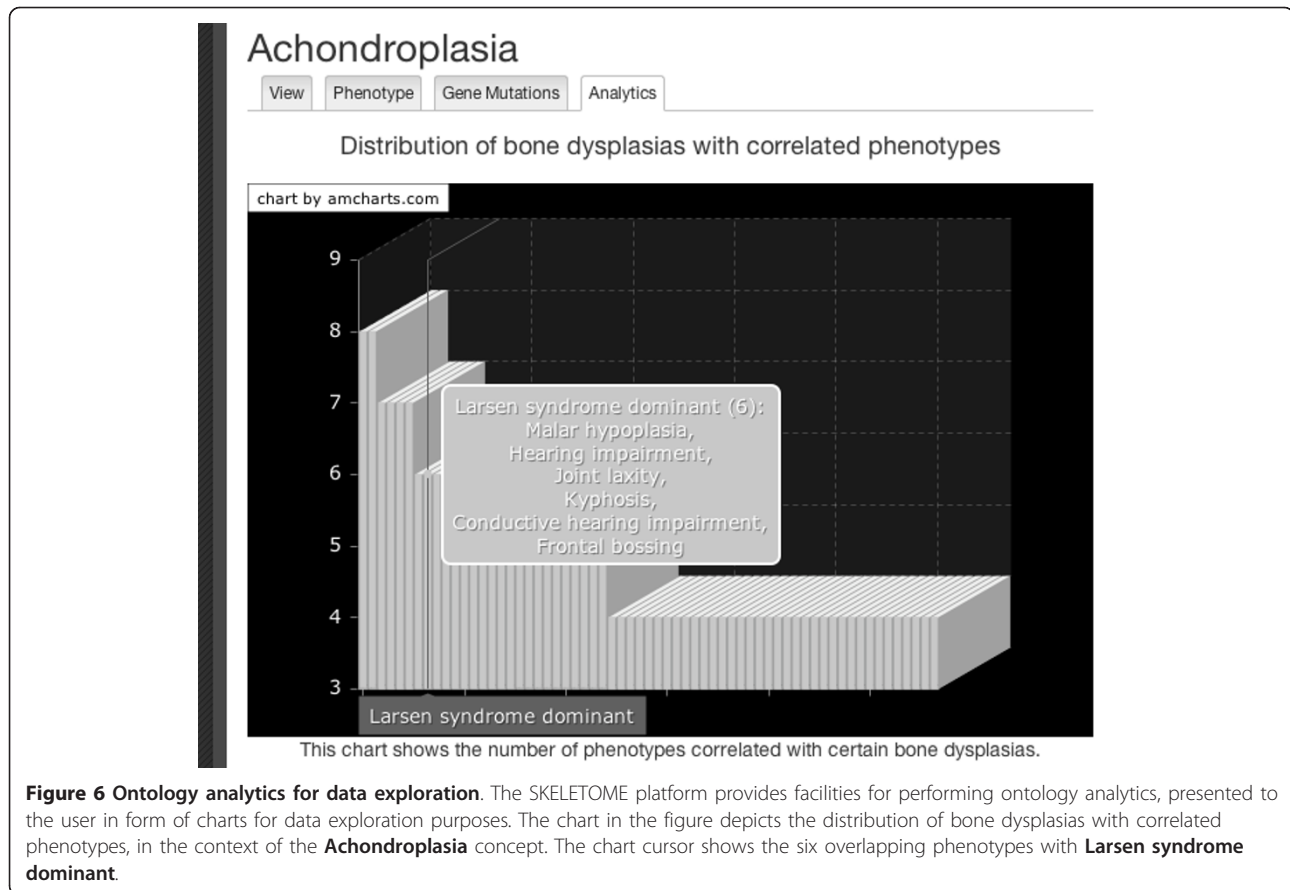 Achondroplasia
View Phenotype Gene Mutations Analytics
Distribution of bone dysplasias with correlated phenotypes
chart by amcharts.com
9
8
7
6
5
4
3
Larsen syndrome dominant (6):
Malar hypoplasia,
Hearing impairment,
Joint laxity,
Kyphosis,
Conductive hearing impairment,
Frontal bossing
Larsen syndrome dominant
This chart shows the number of phenotypes correlated with certain bone dysplasias.
Figure 6 Ontology analytics for data exploration. The SKELETOME platform provides facilities for performing ontology analytics, presented to
the user in form of charts for data exploration purposes. The chart in the figure depicts the distribution of bone dysplasias with correlated
phenotypes, in the context of the Achondroplasia concept. The chart cursor shows the six overlapping phenotypes with Larsen syndrome
dominant.